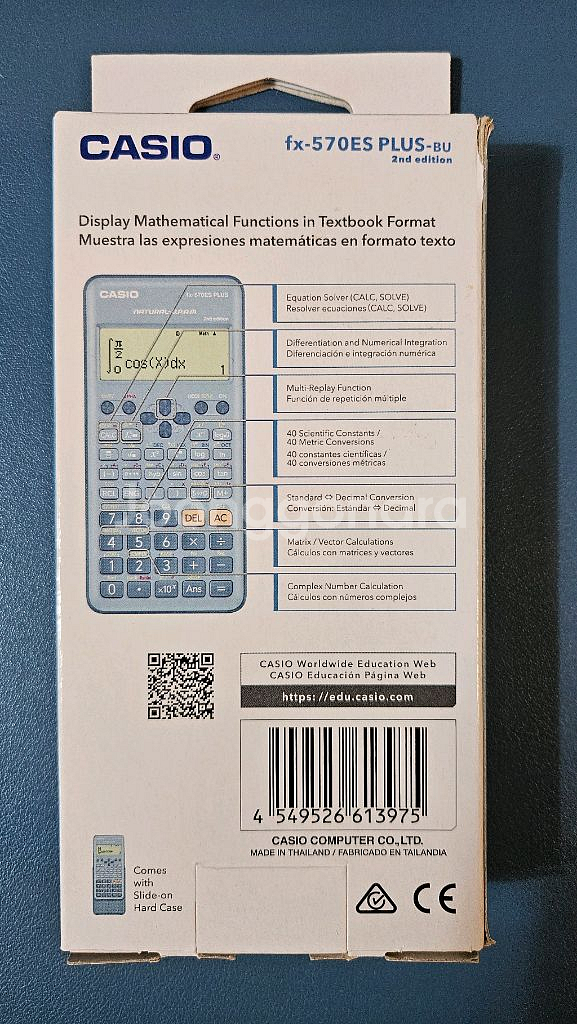 CASIO®
fx-570ES PLUS-BU
2nd edition
Display Mathematical Functions in Textbook Format
Muestra las expresiones matemáticas en formato texto
CASIO
fx-570ES PLUS
NATURAL-V.P.A.M.
2nd edition
Math ▲
∫ π/2 0 cos(X)dx
1
ON
DEL AC
7 8 9 DEL AC
4 5 6 × ÷
1 2 3 + −
0 • ×10ˣ Ans =
Equation Solver (CALC, SOLVE)
Resolver ecuaciones (CALC, SOLVE)
Differentiation and Numerical Integration
Diferenciación e integración numérica
Multi-Replay Function
Función de repetición múltiple
40 Scientific Constants /
40 Metric Conversions
40 constantes científicas /
40 conversiones métricas
Standard ⇔ Decimal Conversion
Conversión: Estándar ⇔ Decimal
Matrix / Vector Calculations
Cálculos con matrices y vectores
Complex Number Calculation
Cálculos con números complejos
CASIO Worldwide Education Web
CASIO Educación Página Web
https://edu.casio.com
4 549526 613975
CASIO COMPUTER CO.,LTD.
MADE IN THAILAND / FABRICADO EN TAILANDIA
Comes
with
Slide-on
Hard Case
CE